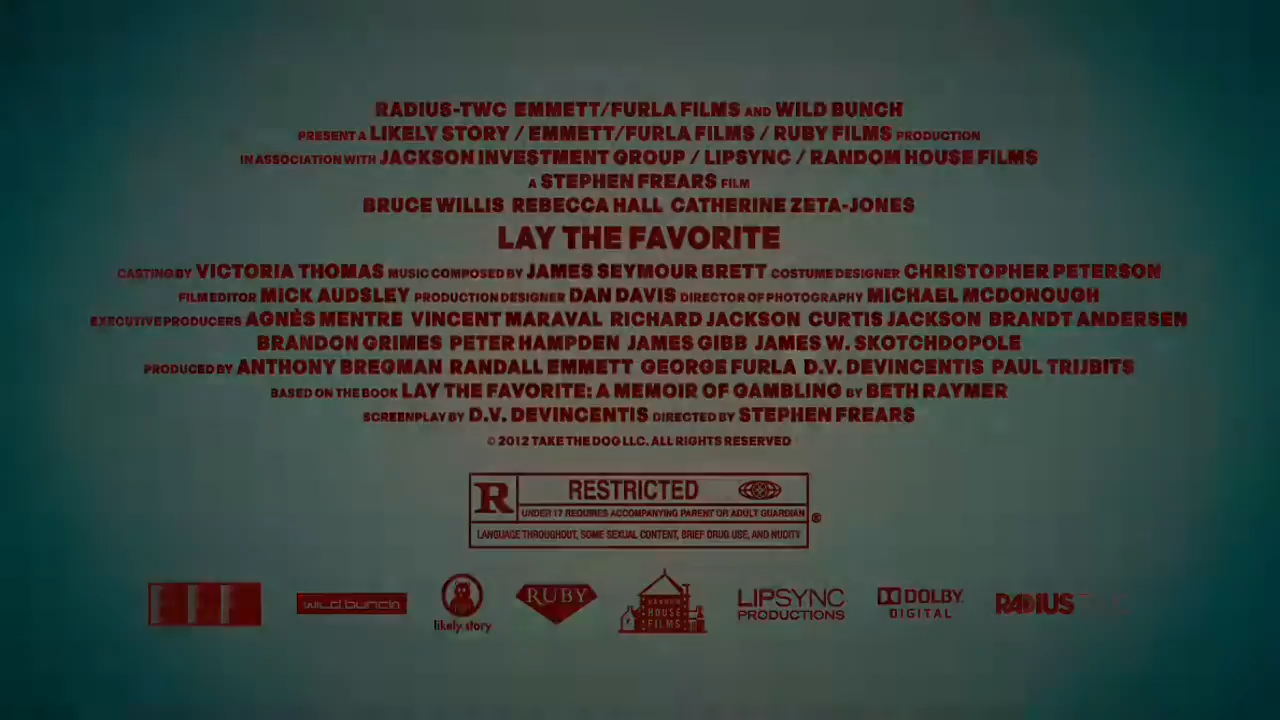 RADIUS-TWC EMMETT/FURLA FILMS AND WILD BUNCH
PRESENT A LIKELY STORY / EMMETT/FURLA FILMS / RUBY FILMS PRODUCTION
IN ASSOCIATION WITH JACKSON INVESTMENT GROUP / LIPSYNC / RANDOM HOUSE FILMS
A STEPHEN FREARS FILM
BRUCE WILLIS REBECCA HALL CATHERINE ZETA-JONES
LAY THE FAVORITE
CASTING BY VICTORIA THOMAS MUSIC COMPOSED BY JAMES SEYMOUR BRETT COSTUME DESIGNER CHRISTOPHER PETERSON
FILM EDITOR MICK AUDSLEY PRODUCTION DESIGNER DAN DAVIS DIRECTOR OF PHOTOGRAPHY MICHAEL MCDONOUGH
EXECUTIVE PRODUCERS AGNÈS MENTRE VINCENT MARAVAL RICHARD JACKSON CURTIS JACKSON BRANDT ANDERSEN
BRANDON GRIMES PETER HAMPDEN JAMES GIBB JAMES W. SKOTCHDOPOLE
PRODUCED BY ANTHONY BREGMAN RANDALL EMMETT GEORGE FURLA D.V. DEVINCENTIS PAUL TRIJBITS
BASED ON THE BOOK LAY THE FAVORITE: A MEMOIR OF GAMBLING BY BETH RAYMER
SCREENPLAY BY D.V. DEVINCENTIS DIRECTED BY STEPHEN FREARS
© 2012 TAKE THE DOG LLC. ALL RIGHTS RESERVED
R RESTRICTED
UNDER 17 REQUIRES ACCOMPANYING PARENT OR ADULT GUARDIAN ®
LANGUAGE THROUGHOUT, SOME SEXUAL CONTENT, BRIEF DRUG USE, AND NUDITY
EFF
wild bunch
likely story
RUBY
RANDOM
HOUSE
FILMS
LIPSYNC
PRODUCTIONS
DOLBY
DIGITAL
RADIUS